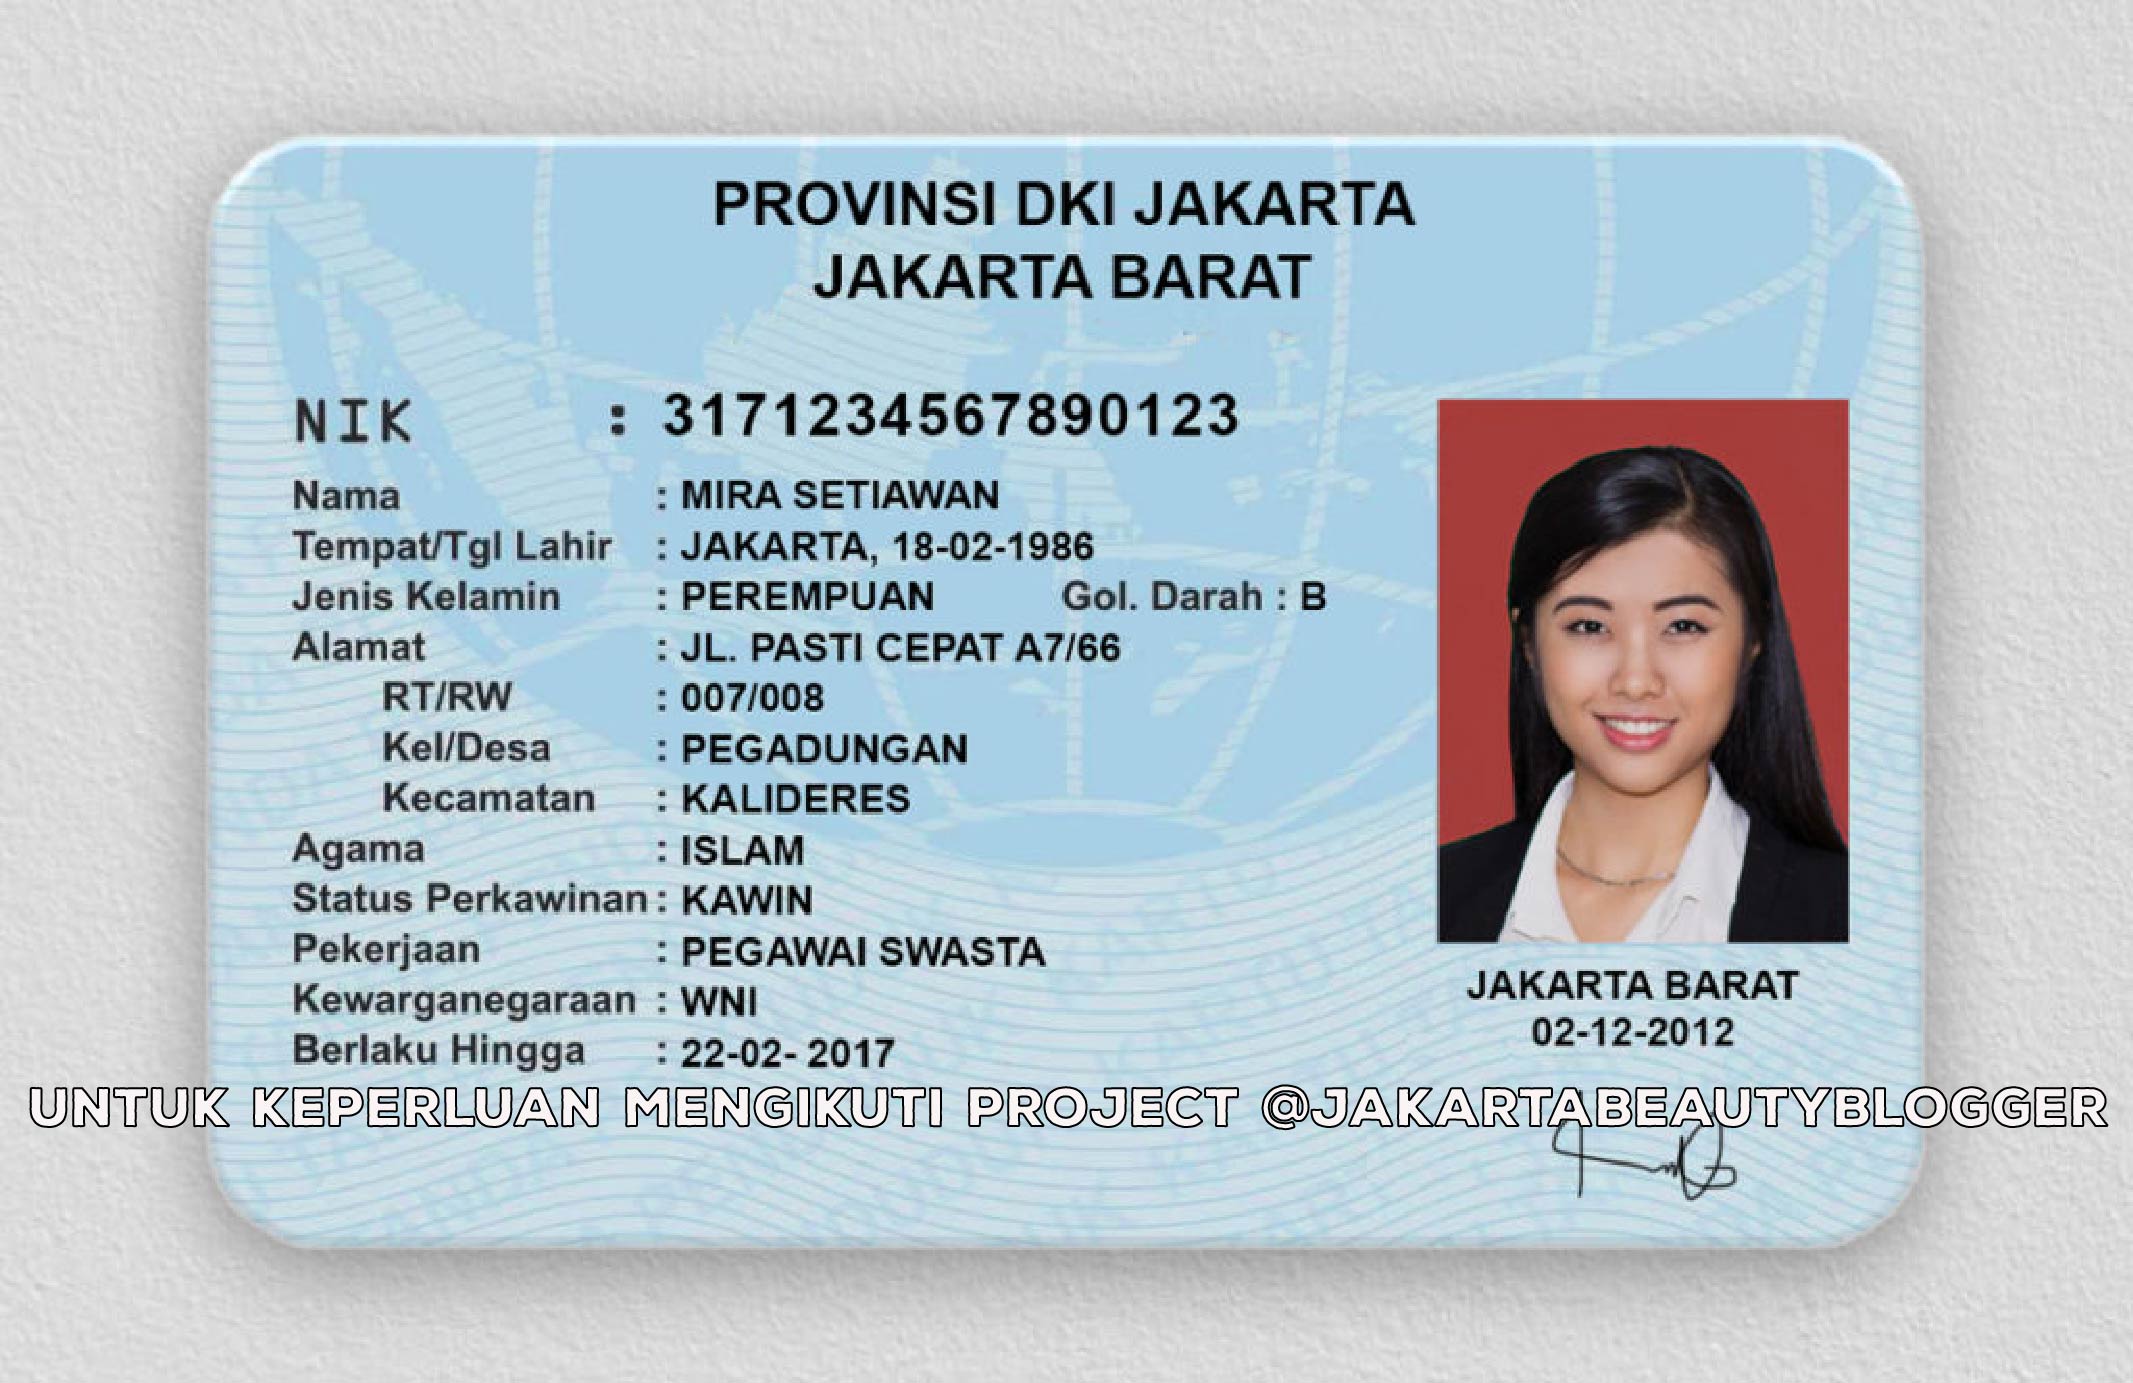 PROVINSI DKI JAKARTA
JAKARTA BARAT
NIK : 3171234567890123
Nama : MIRA SETIAWAN
Tempat/Tgl Lahir : JAKARTA, 18-02-1986
Jenis Kelamin : PEREMPUAN Gol. Darah : B
Alamat : JL. PASTI CEPAT A7/66
RT/RW : 007/008
Kel/Desa : PEGADUNGAN
Kecamatan : KALIDERES
Agama : ISLAM
Status Perkawinan : KAWIN
Pekerjaan : PEGAWAI SWASTA
Kewarganegaraan : WNI
Berlaku Hingga : 22-02- 2017
JAKARTA BARAT
02-12-2012
UNTUK KEPERLUAN MENGIKUTI PROJECT @JAKARTABEAUTYBLOGGER